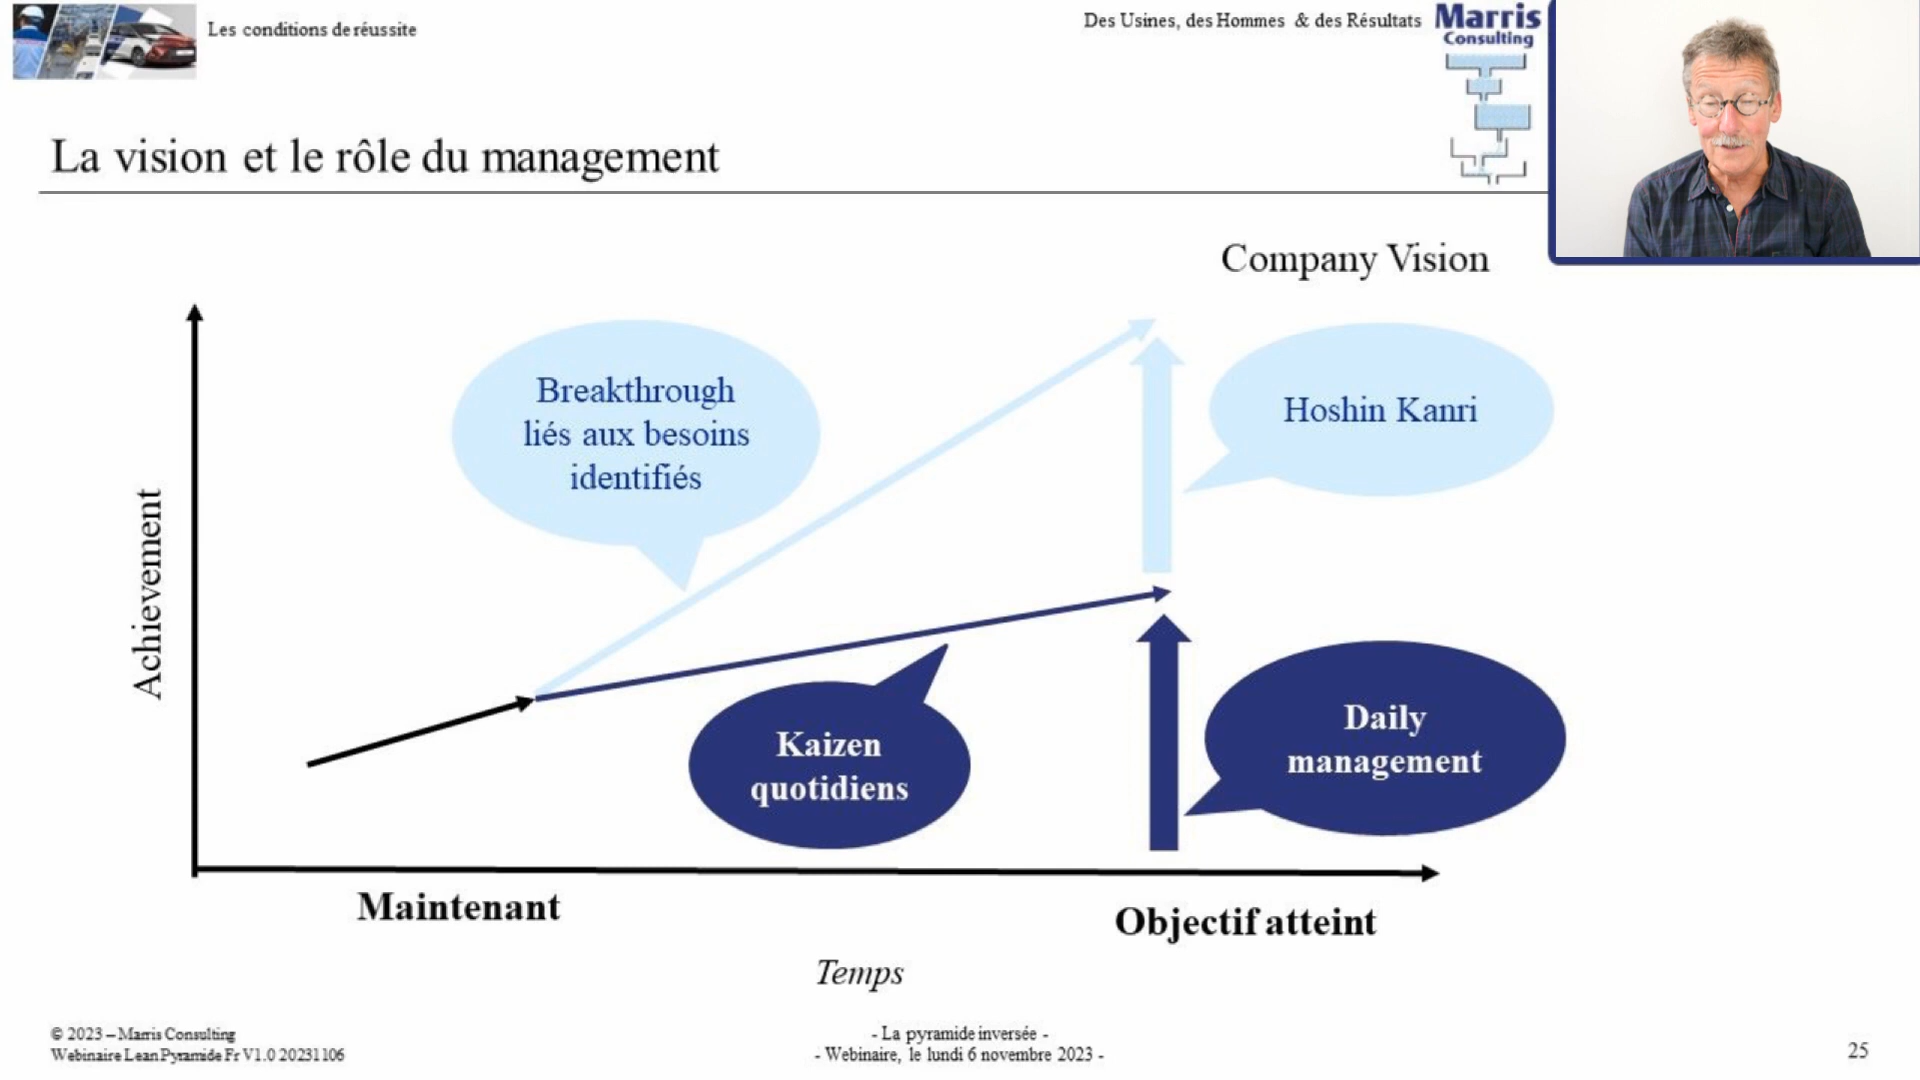 Les conditions de réussite
Des Usines, des Hommes & des Résultats
Marris
Consulting
La vision et le rôle du management
Company Vision
Breakthrough
liés aux besoins
identifiés
Hoshin Kanri
Achievement
Kaizen
quotidiens
Daily
management
Maintenant
Objectif atteint
Temps
© 2023 – Marris Consulting
Webinaire Lean Pyramide Fr V1.0 20231106
- La pyramide inversée -
- Webinaire, le lundi 6 novembre 2023 -
25